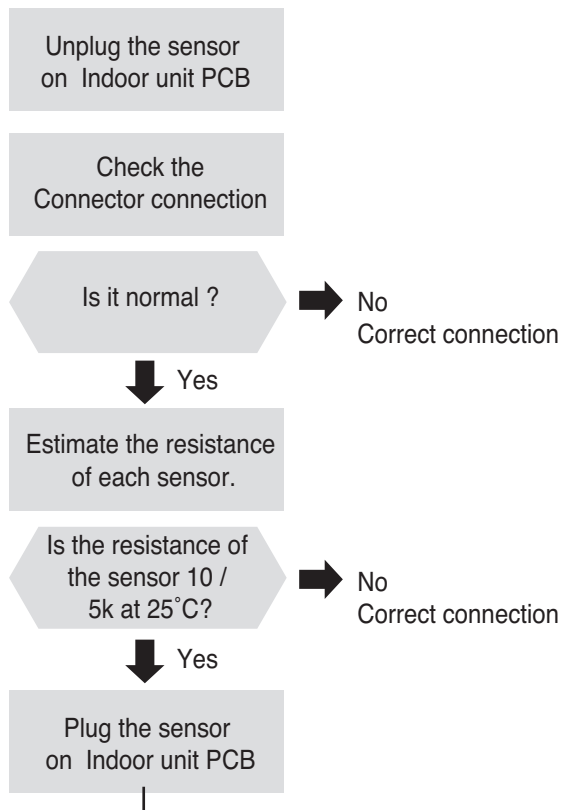 Unplug the sensor
on Indoor unit PCB
Check the
Connector connection
Is it normal ?
No
Correct connection
Yes
Estimate the resistance
of each sensor.
Is the resistance of
the sensor 10 /
5k at 25˚C?
No
Correct connection
Yes
Plug the sensor
on Indoor unit PCB